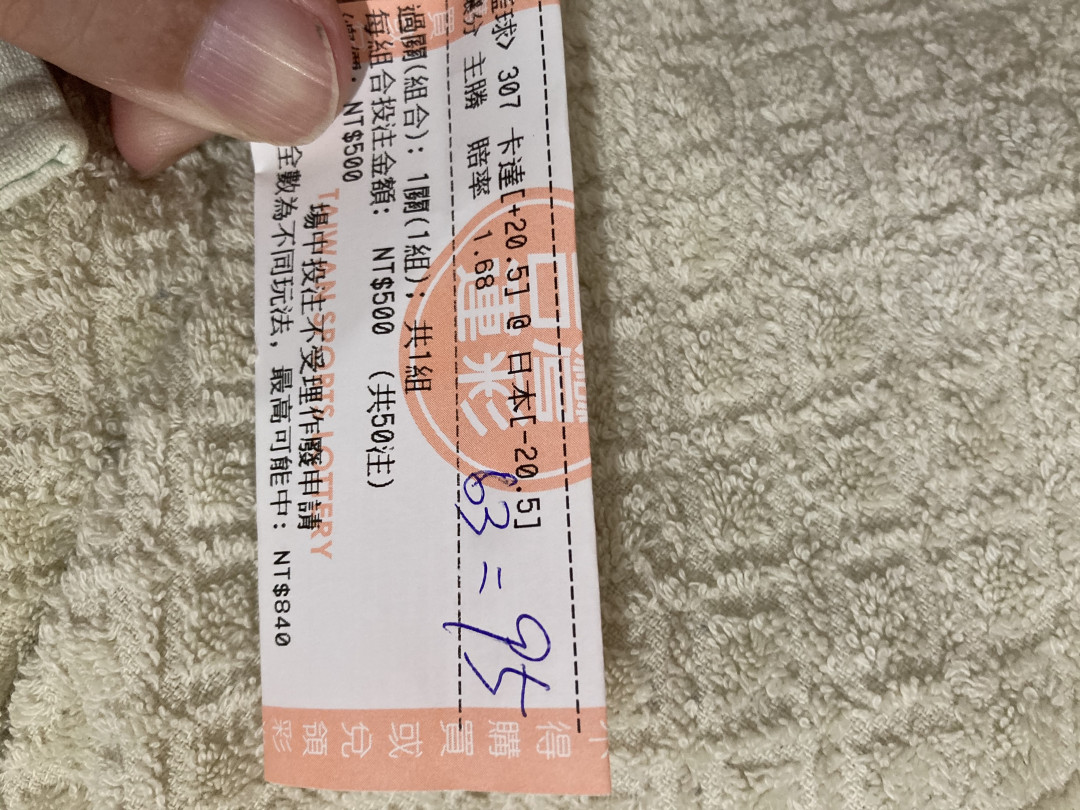 籃球> 307 卡達[+20.5] @ 日本[-20.5]
讓分 主勝 賠率 1.68
63 = 95
過關(組合): 1關(1組); 共1組
每組合投注金額: NT$500 (共50注)
NT$500
場中投注不受理作廢申請
全數為不同玩法, 最高可能中: NT$840
台灣
運彩
TAIWAN SPORTS LOTTERY
得購買或兌領彩
買